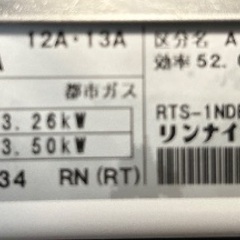 12A・13A
区分名 A
A
効率52.
都市ガス
3.26kW
RTS-1ND
3.50kW
リンナイ
34 RN(RT)